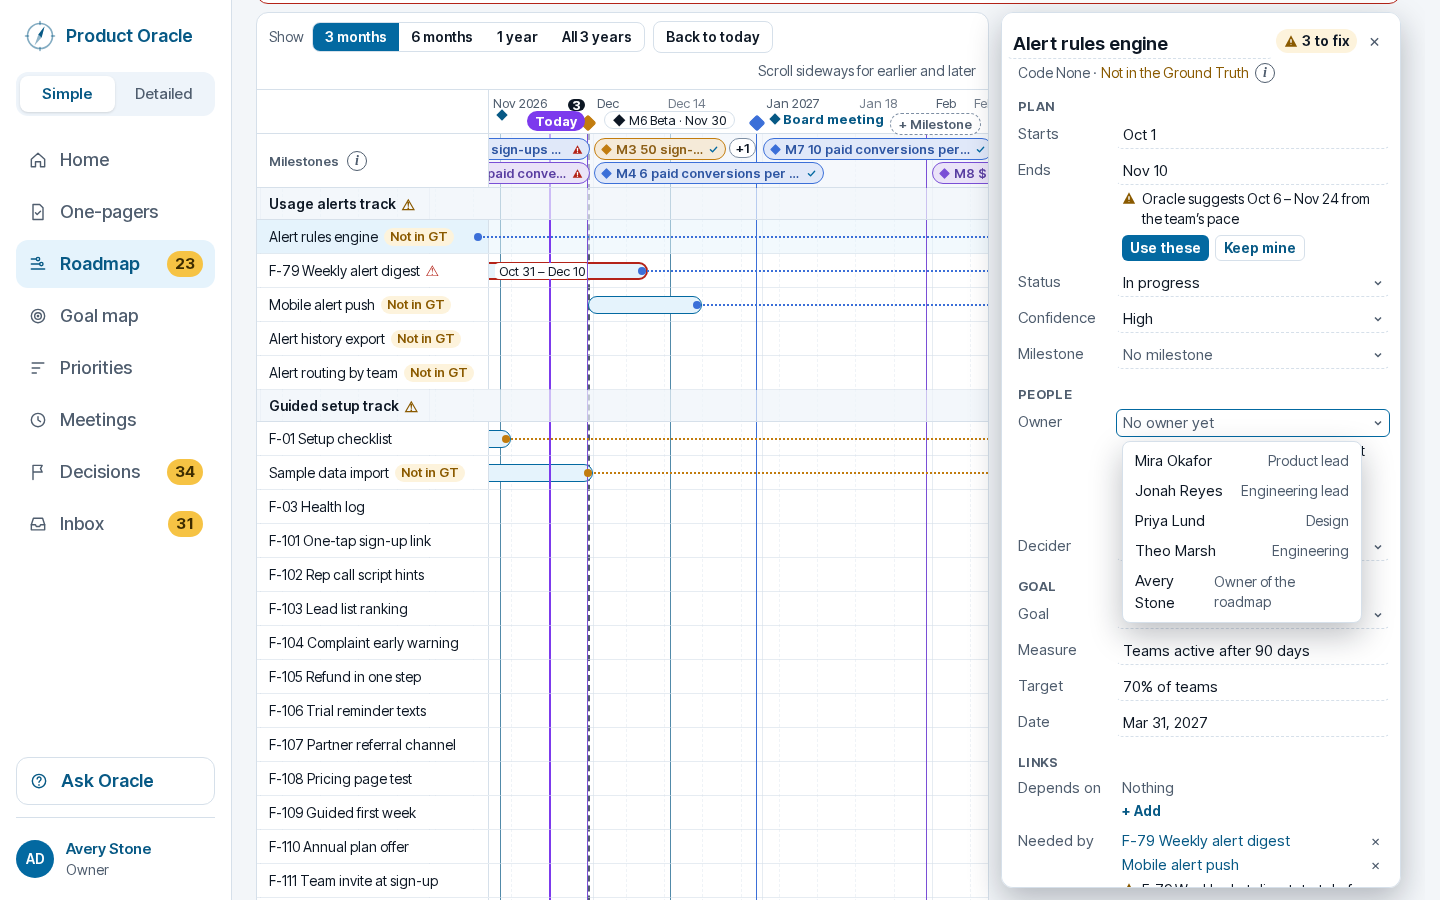 Product Oracle
Simple
Detailed
Home
One-pagers
Roadmap
23
Goal map
Priorities
Meetings
Decisions
34
Inbox
31
Ask Oracle
AD
Avery Stone
Owner
Show
3 months
6 months
1 year
All 3 years
Back to today
Scroll sideways for earlier and later
Nov 2026
3
Dec
Dec 14
Jan 2027
Jan 18
Feb
Today
M6 Beta · Nov 30
Board meeting
+ Milestone
Milestones
i
sign-ups ...
M3 50 sign-...
+1
M7 10 paid conversions per...
paid conve...
M4 6 paid conversions per ...
M8 $
Usage alerts track
Alert rules engine
Not in GT
F-79 Weekly alert digest
Oct 31 – Dec 10
Mobile alert push
Not in GT
Alert history export
Not in GT
Alert routing by team
Not in GT
Guided setup track
F-01 Setup checklist
Sample data import
Not in GT
F-03 Health log
F-101 One-tap sign-up link
F-102 Rep call script hints
F-103 Lead list ranking
F-104 Complaint early warning
F-105 Refund in one step
F-106 Trial reminder texts
F-107 Partner referral channel
F-108 Pricing page test
F-109 Guided first week
F-110 Annual plan offer
F-111 Team invite at sign-up
Alert rules engine
3 to fix
×
Code None · Not in the Ground Truth
i
PLAN
Starts
Oct 1
Ends
Nov 10
Oracle suggests Oct 6 – Nov 24 from
the team's pace
Use these
Keep mine
Status
In progress
Confidence
High
Milestone
No milestone
PEOPLE
Owner
No owner yet
Mira Okafor
Product lead
Jonah Reyes
Engineering lead
Priya Lund
Design
Theo Marsh
Engineering
Avery
Stone
Owner of the
roadmap
Decider
GOAL
Goal
Measure
Teams active after 90 days
Target
70% of teams
Date
Mar 31, 2027
LINKS
Depends on
Nothing
+ Add
Needed by
F-79 Weekly alert digest
×
Mobile alert push
×